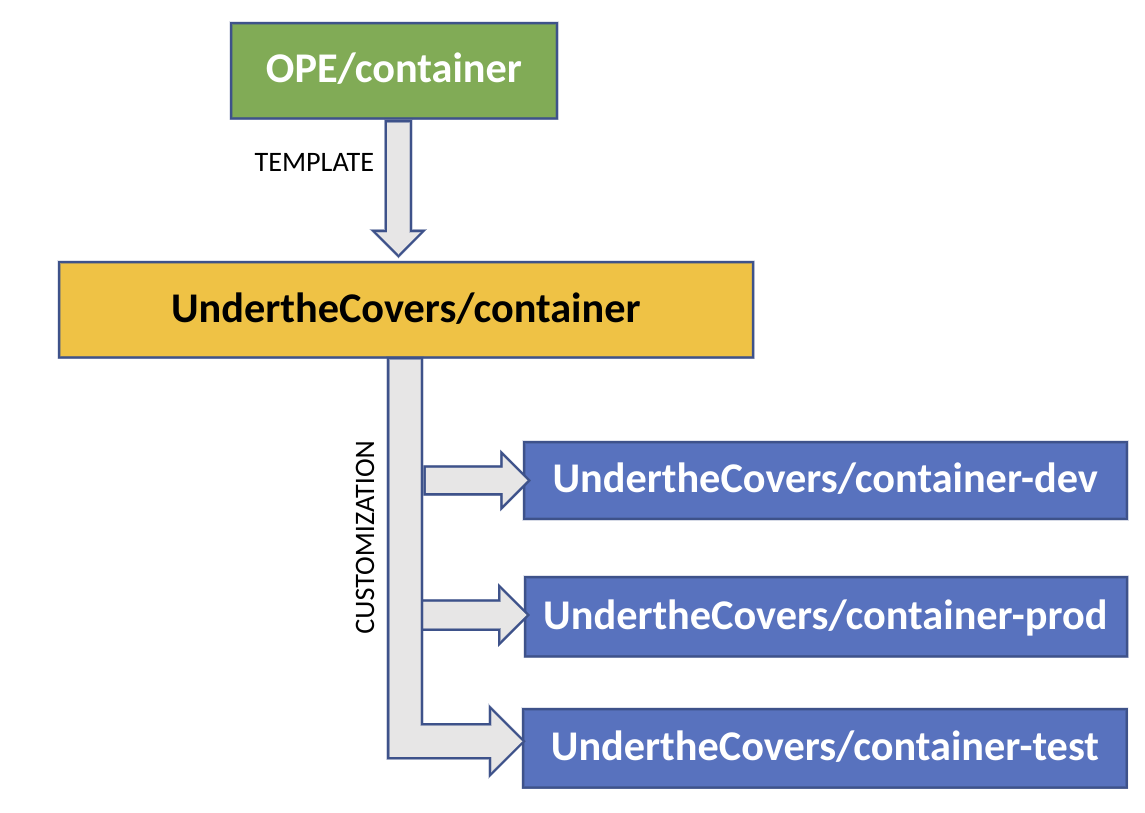 OPE/container
TEMPLATE
UndertheCovers/container
CUSTOMIZATION
UndertheCovers/container-dev
UndertheCovers/container-prod
UndertheCovers/container-test